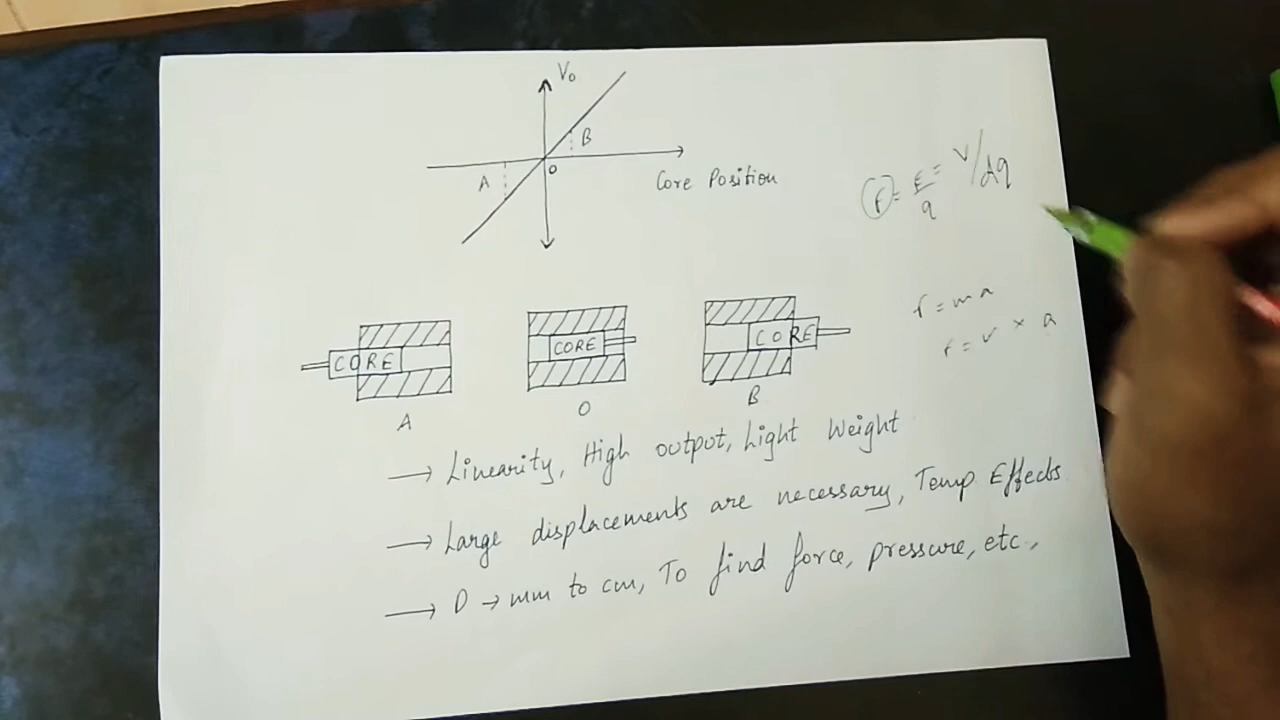 V₀
B
A
0
Core Position
F = E/q = V/dq
F = m a
F = V × a
CORE
CORE
CORE
A
O
B
→ Linearity, High output, Light Weight
→ Large displacements are necessary, Temp Effects
→ D → mm to cm, To find force, pressure, etc.,